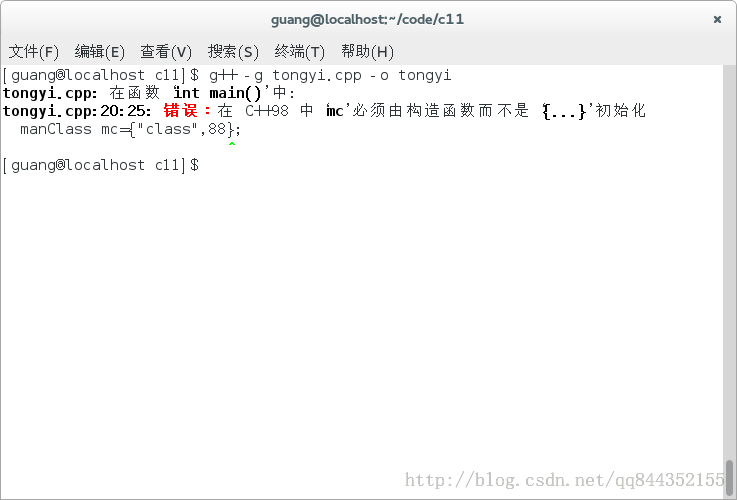 guang@localhost:~/code/c11 ×
文件(F) 编辑(E) 查看(V) 搜索(S) 终端(T) 帮助(H)
[guang@localhost c11]$ g++ -g tongyi.cpp -o tongyi
tongyi.cpp: 在函数‘int main()’中:
tongyi.cpp:20:25: 错误：在 C++98 中‘mc’必须由构造函数而不是‘{...}’初始化
manClass mc={"class",88};
^
[guang@localhost c11]$
http://blog.csdn.net/qq844352155